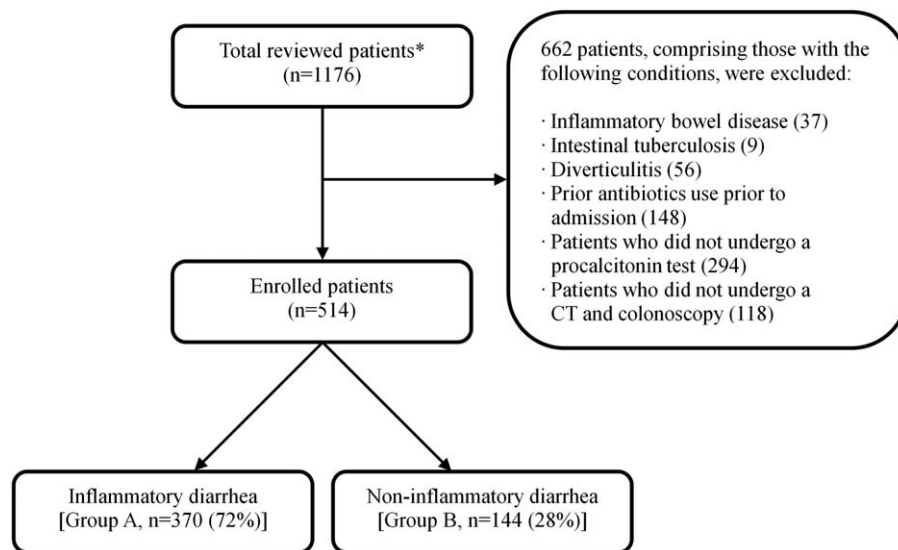 Total reviewed patients*
(n=1176)
662 patients, comprising those with the
following conditions, were excluded:
· Inflammatory bowel disease (37)
· Intestinal tuberculosis (9)
· Diverticulitis (56)
· Prior antibiotics use prior to
admission (148)
· Patients who did not undergo a
procalcitonin test (294)
· Patients who did not undergo a
CT and colonoscopy (118)
Enrolled patients
(n=514)
Inflammatory diarrhea
[Group A, n=370 (72%)]
Non-inflammatory diarrhea
[Group B, n=144 (28%)]